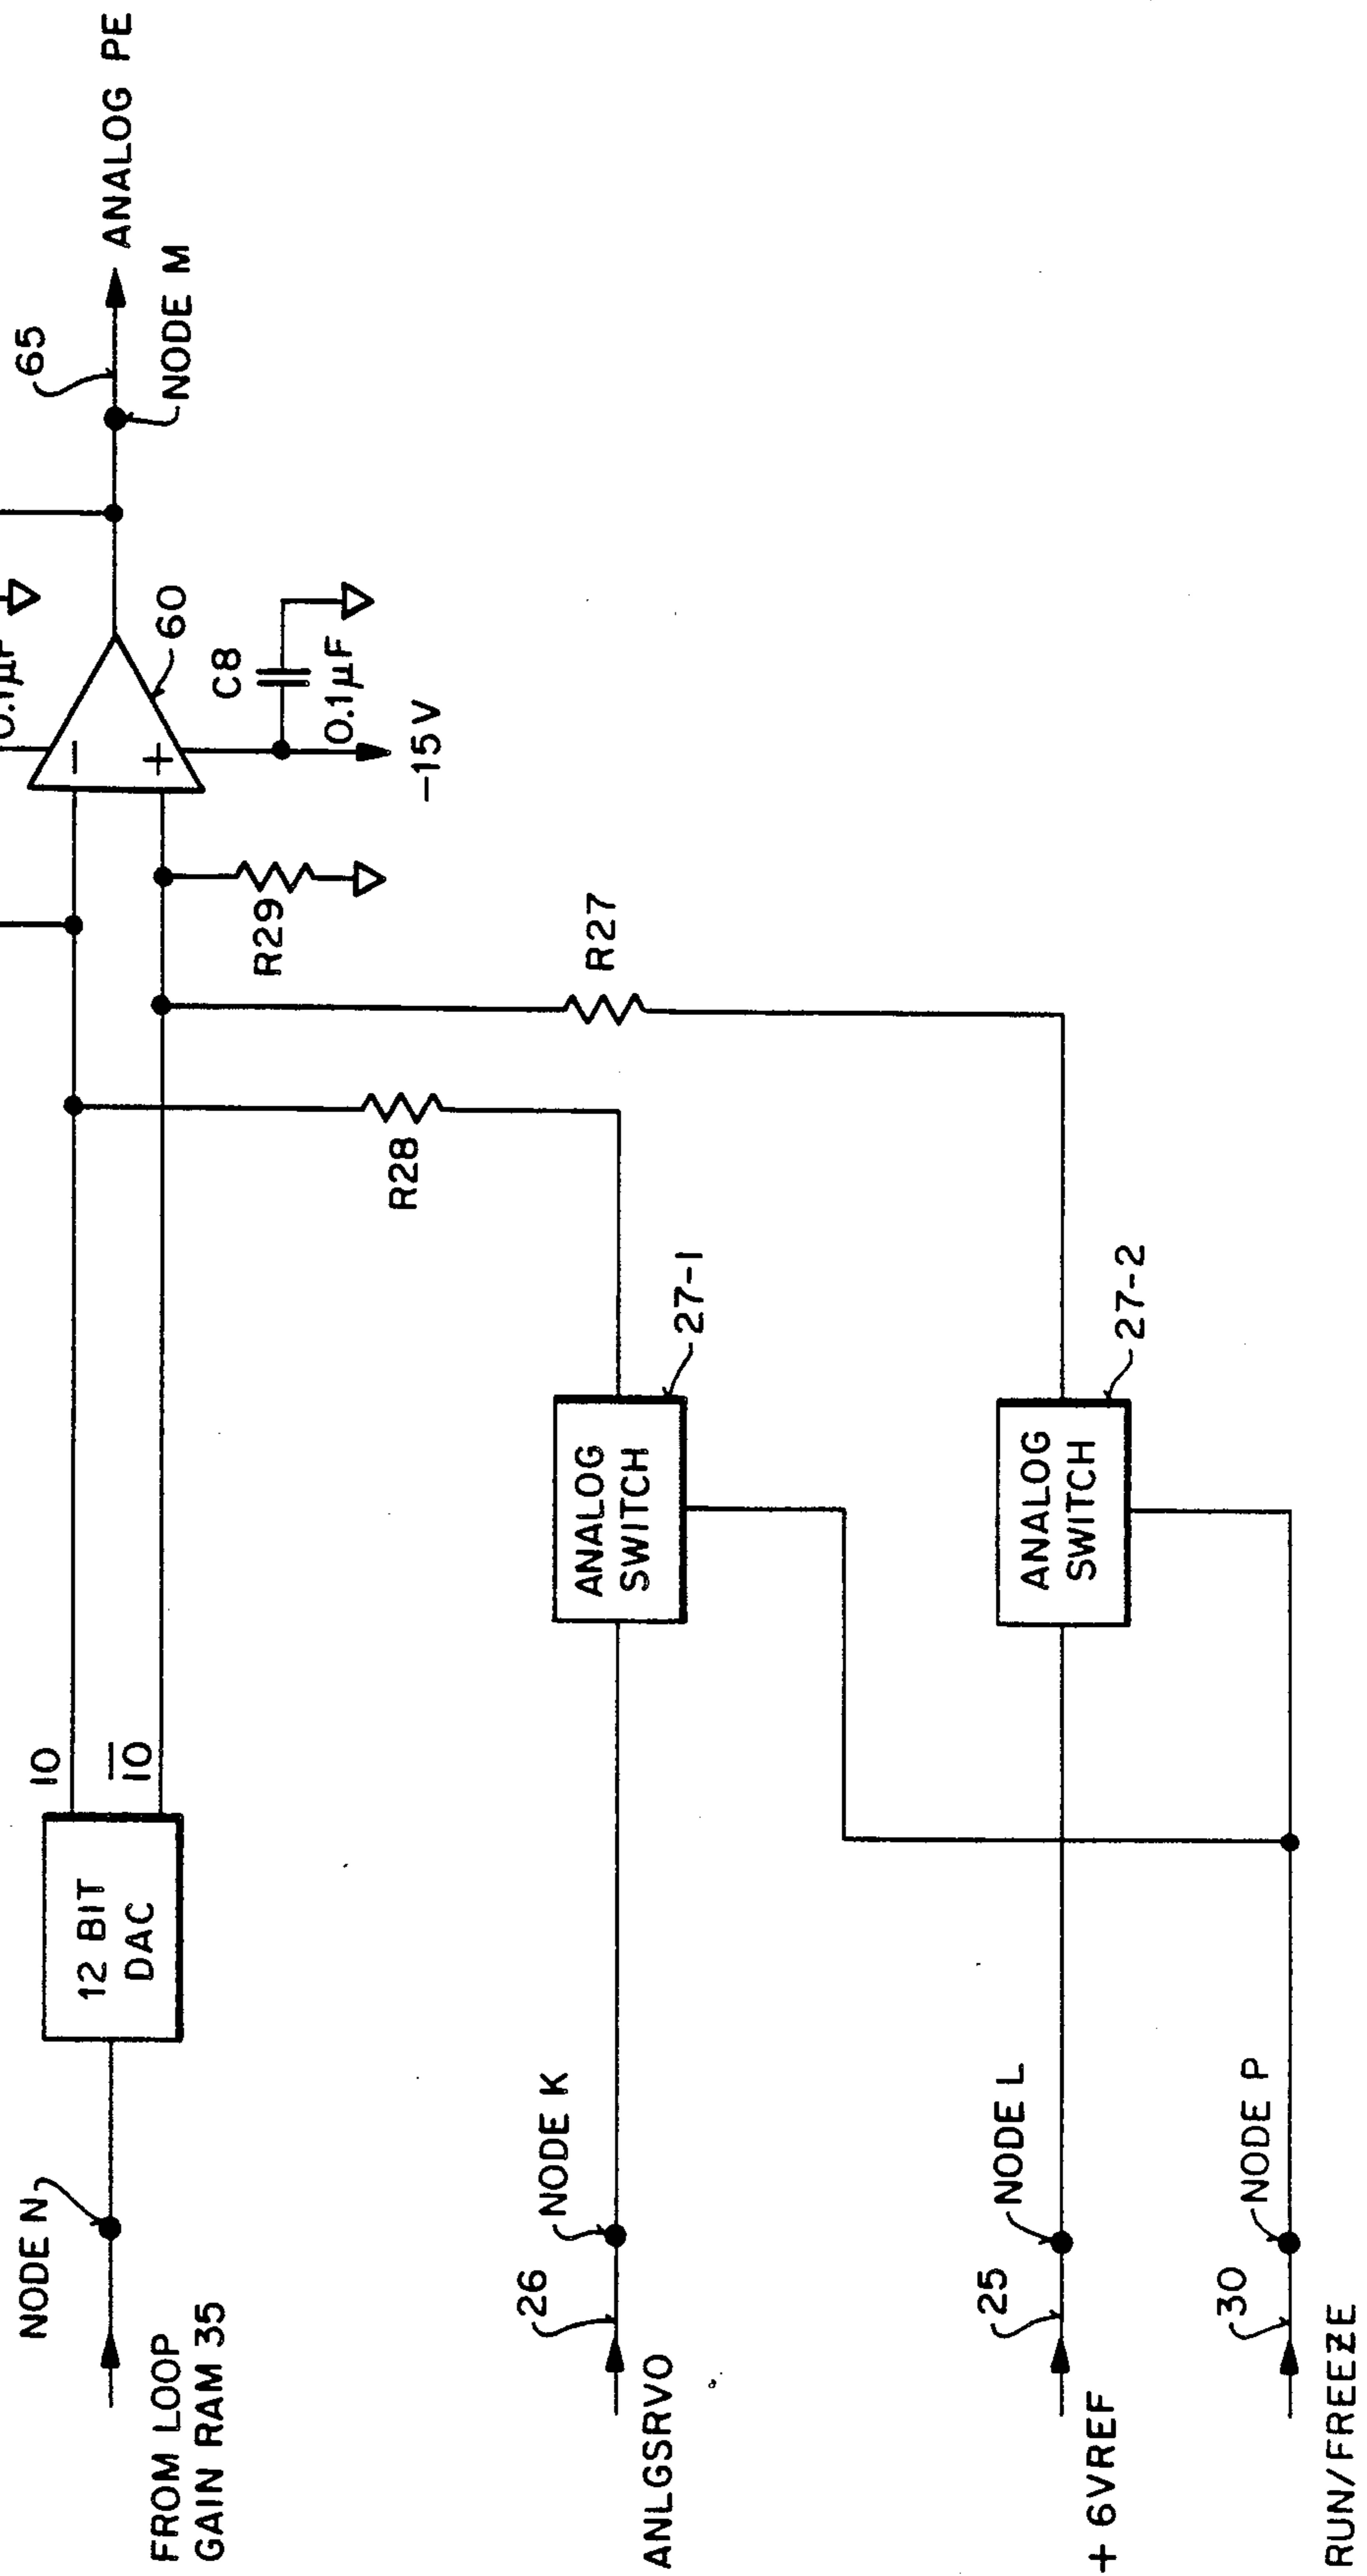 0.1µF
65
ANALOG PE
NODE M
60
C8
0.1µF
-15V
R29
R27
R28
IO
I̅O̅
12 BIT
DAC
NODE N
FROM LOOP
GAIN RAM 35
ANALOG
SWITCH
27-1
NODE K
26
ANLGSRVO
ANALOG
SWITCH
27-2
NODE L
25
+6VREF
NODE P
30
RUN/FREEZE